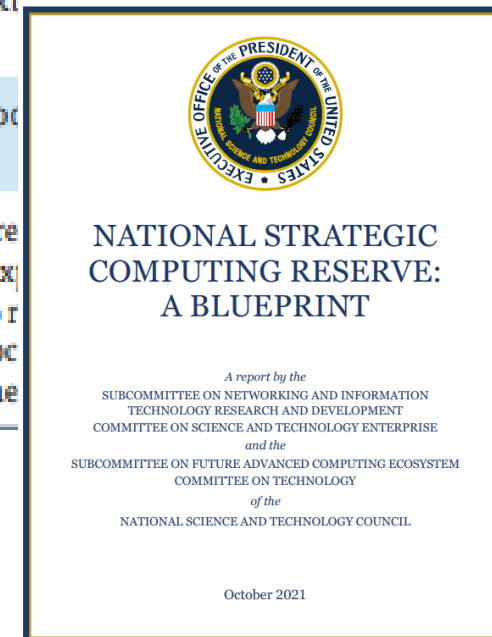 EXECUTIVE OFFICE OF THE PRESIDENT OF THE UNITED STATES
NATIONAL SCIENCE AND TECHNOLOGY COUNCIL
NATIONAL STRATEGIC
COMPUTING RESERVE:
A BLUEPRINT
A report by the
SUBCOMMITTEE ON NETWORKING AND INFORMATION
TECHNOLOGY RESEARCH AND DEVELOPMENT
COMMITTEE ON SCIENCE AND TECHNOLOGY ENTERPRISE
and the
SUBCOMMITTEE ON FUTURE ADVANCED COMPUTING ECOSYSTEM
COMMITTEE ON TECHNOLOGY
of the
NATIONAL SCIENCE AND TECHNOLOGY COUNCIL
October 2021